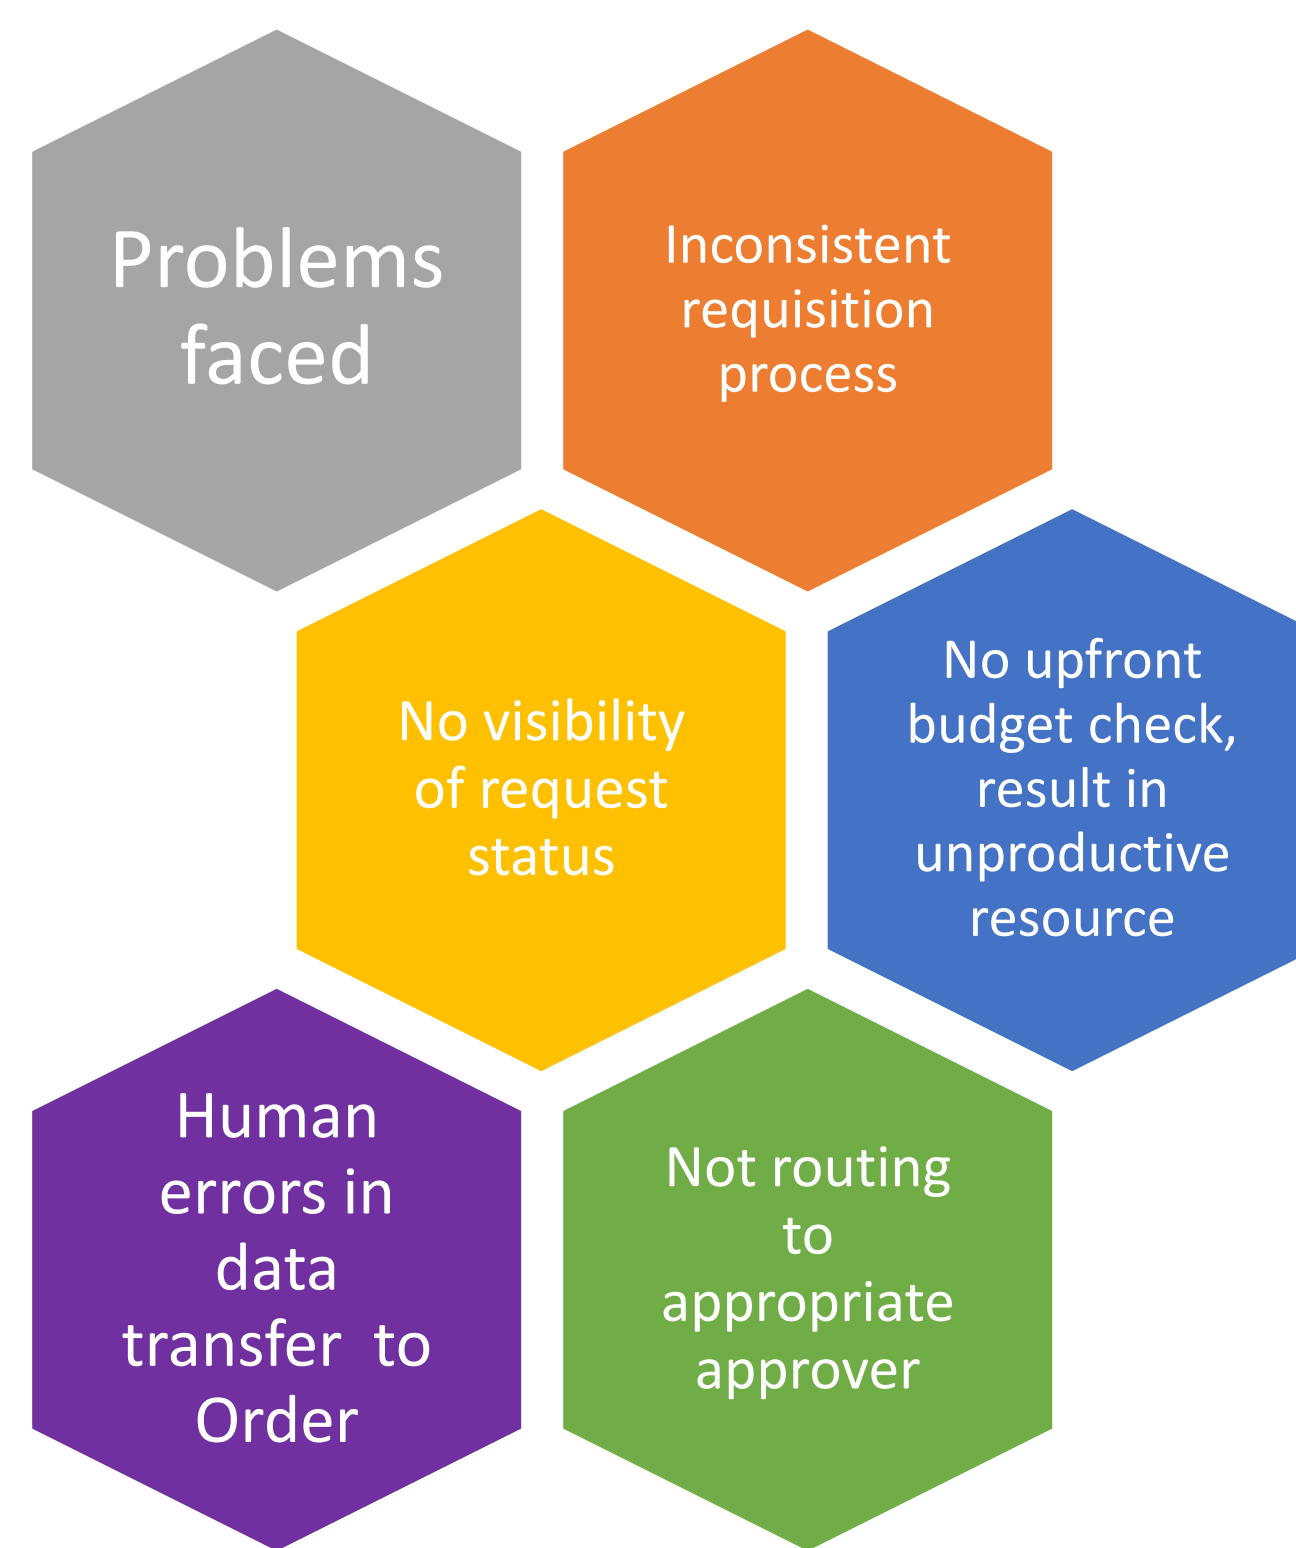 Problems
faced
Inconsistent
requisition
process
No visibility
of request
status
No upfront
budget check,
result in
unproductive
resource
Human
errors in
data
transfer  to
Order
Not routing
to
appropriate
approver